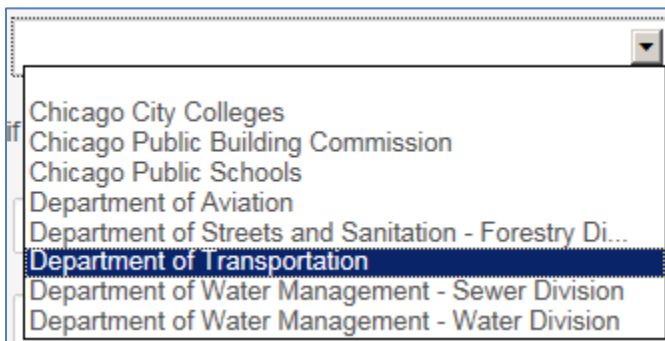 Chicago City Colleges
if
Chicago Public Building Commission
Chicago Public Schools
Department of Aviation
Department of Streets and Sanitation - Forestry Di...
Department of Transportation
Department of Water Management - Sewer Division
Department of Water Management - Water Division